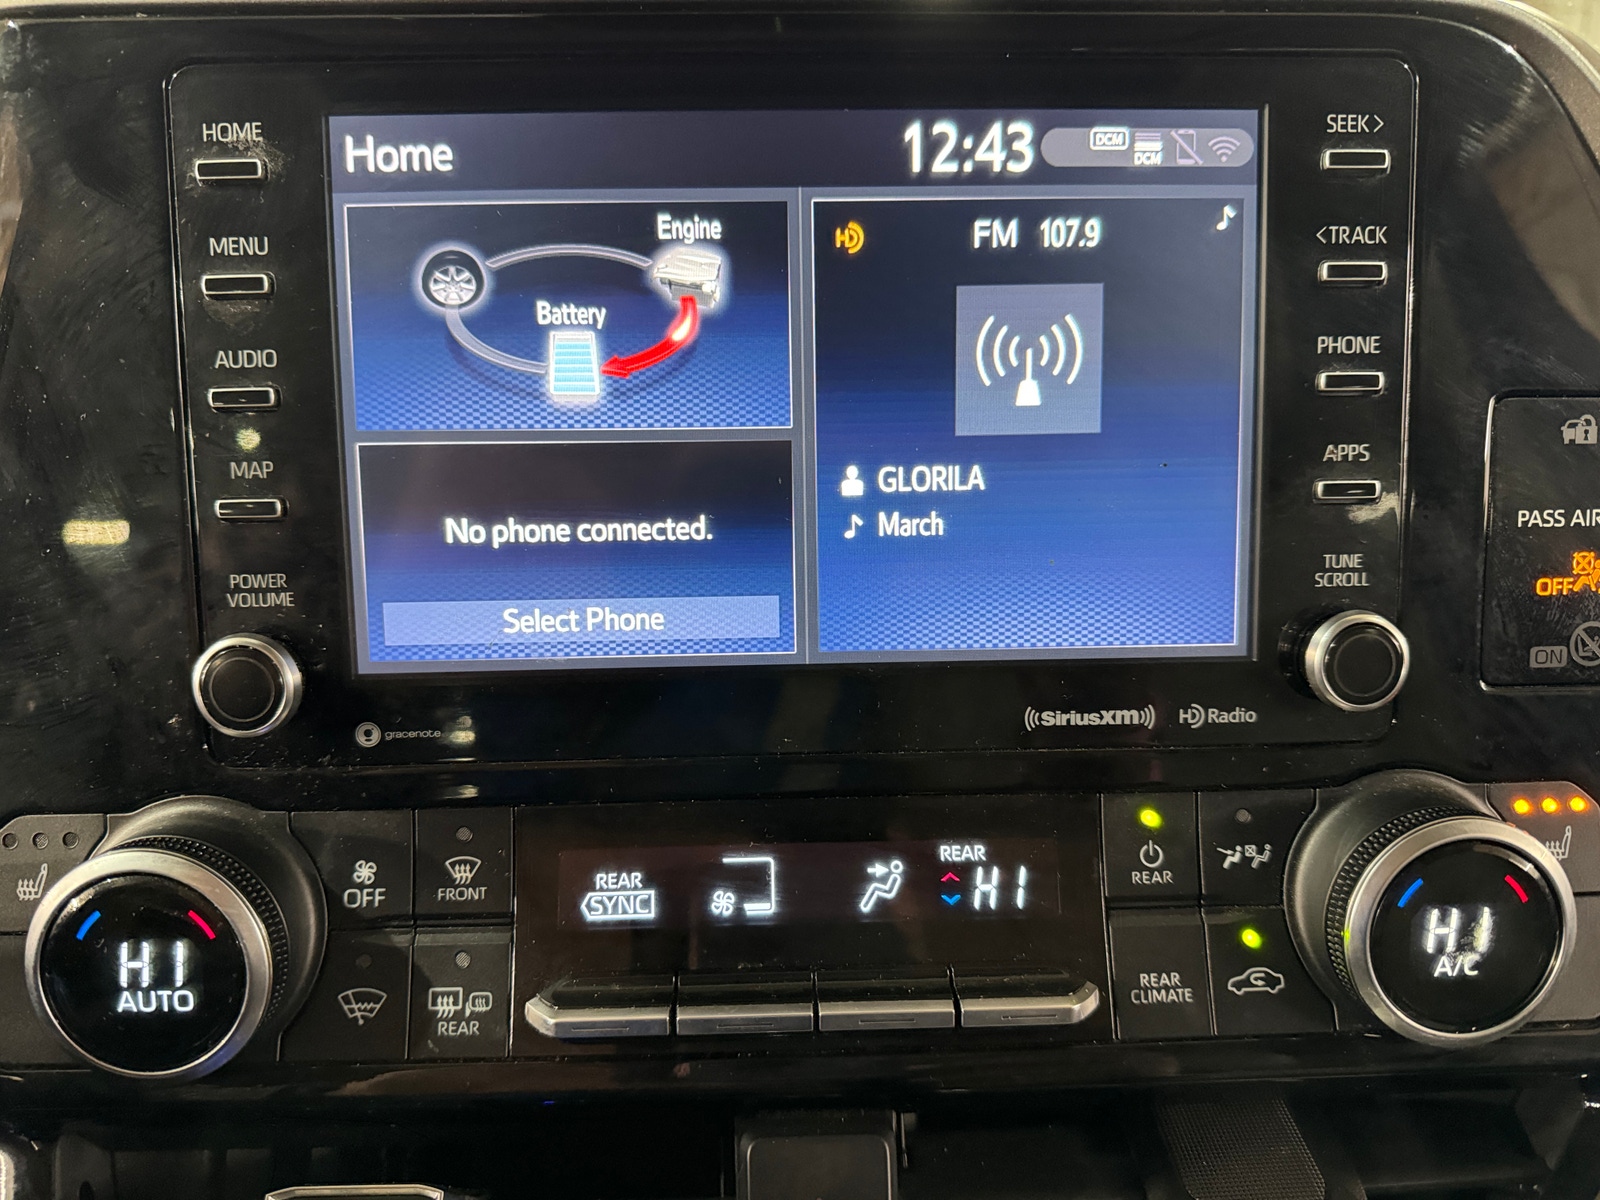 HOME
MENU
AUDIO
MAP
POWER
VOLUME
Home
12:43
DCM
DCM
Engine
Battery
No phone connected.
Select Phone
HD
FM 107.9
GLORILA
March
SEEK>
<TRACK
PHONE
APPS
TUNE
SCROLL
PASS AIR
OFF
ON
gracenote
((SiriusXM))
HD Radio
HI
AUTO
OFF
FRONT
REAR
REAR
SYNC
REAR
HI
REAR
REAR
CLIMATE
HI
A/C